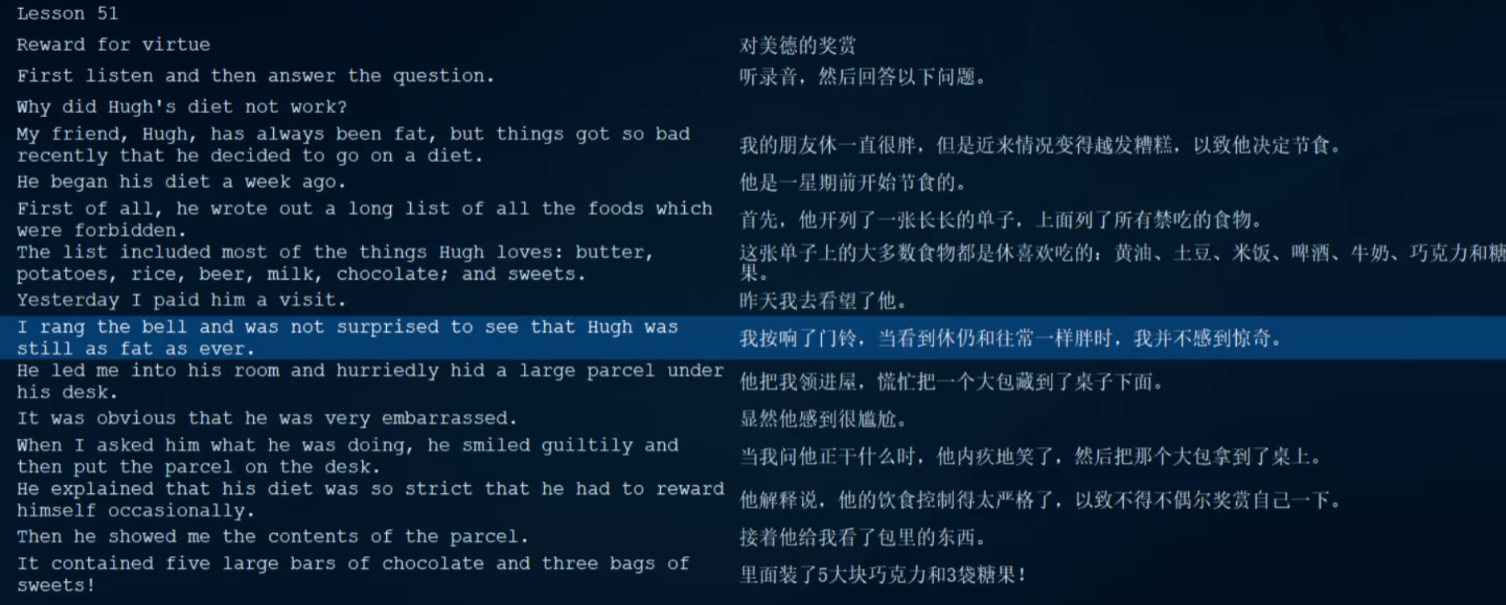 Lesson 51
Reward for virtue
对美德的奖赏
First listen and then answer the question.
听录音，然后回答以下问题。
Why did Hugh's diet not work?
My friend, Hugh, has always been fat, but things got so bad
recently that he decided to go on a diet.
我的朋友休一直很胖，但是近来情况变得越发糟糕，以致他决定节食。
He began his diet a week ago.
他是一星期前开始节食的。
First of all, he wrote out a long list of all the foods which
were forbidden.
首先，他开列了一张长长的单子，上面列了所有禁吃的食物。
The list included most of the things Hugh loves: butter,
potatoes, rice, beer, milk, chocolate; and sweets.
这张单子上的大多数食物都是休喜欢吃的：黄油、土豆、米饭、啤酒、牛奶、巧克力和糖
果。
Yesterday I paid him a visit.
昨天我去看望了他。
I rang the bell and was not surprised to see that Hugh was
still as fat as ever.
我按响了门铃，当看到休仍和往常一样胖时，我并不感到惊奇。
He led me into his room and hurriedly hid a large parcel under
his desk.
他把我领进屋，慌忙把一个大包藏到了桌子下面。
It was obvious that he was very embarrassed.
显然他感到很尴尬。
When I asked him what he was doing, he smiled guiltily and
then put the parcel on the desk.
当我问他正干什么时，他内疚地笑了，然后把那个大包拿到了桌上。
He explained that his diet was so strict that he had to reward
himself occasionally.
他解释说，他的饮食控制得太严格了，以致不得不偶尔奖赏自己一下。
Then he showed me the contents of the parcel.
接着他给我看了包里的东西。
It contained five large bars of chocolate and three bags of
sweets!
里面装了5大块巧克力和3袋糖果！